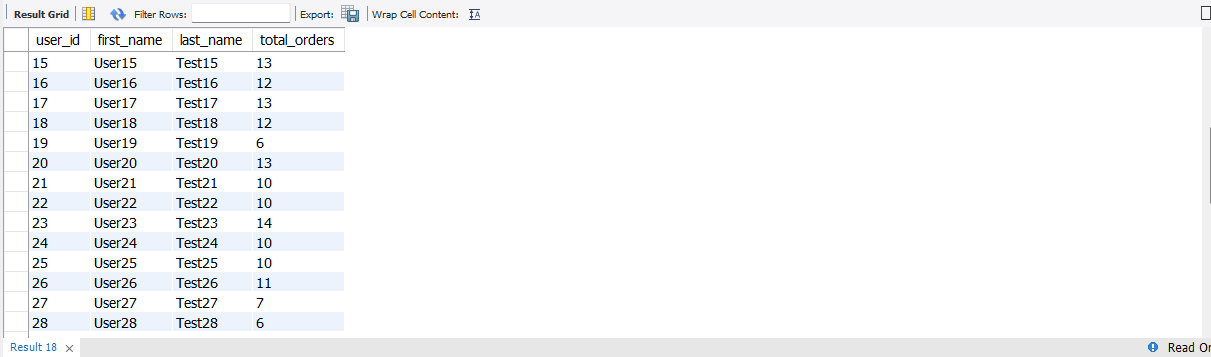 Result Grid Filter Rows: Export: Wrap Cell Content:
user_id first_name last_name total_orders
15 User15 Test15 13
16 User16 Test16 12
17 User17 Test17 13
18 User18 Test18 12
19 User19 Test19 6
20 User20 Test20 13
21 User21 Test21 10
22 User22 Test22 10
23 User23 Test23 14
24 User24 Test24 10
25 User25 Test25 10
26 User26 Test26 11
27 User27 Test27 7
28 User28 Test28 6
Result 18 Read Or